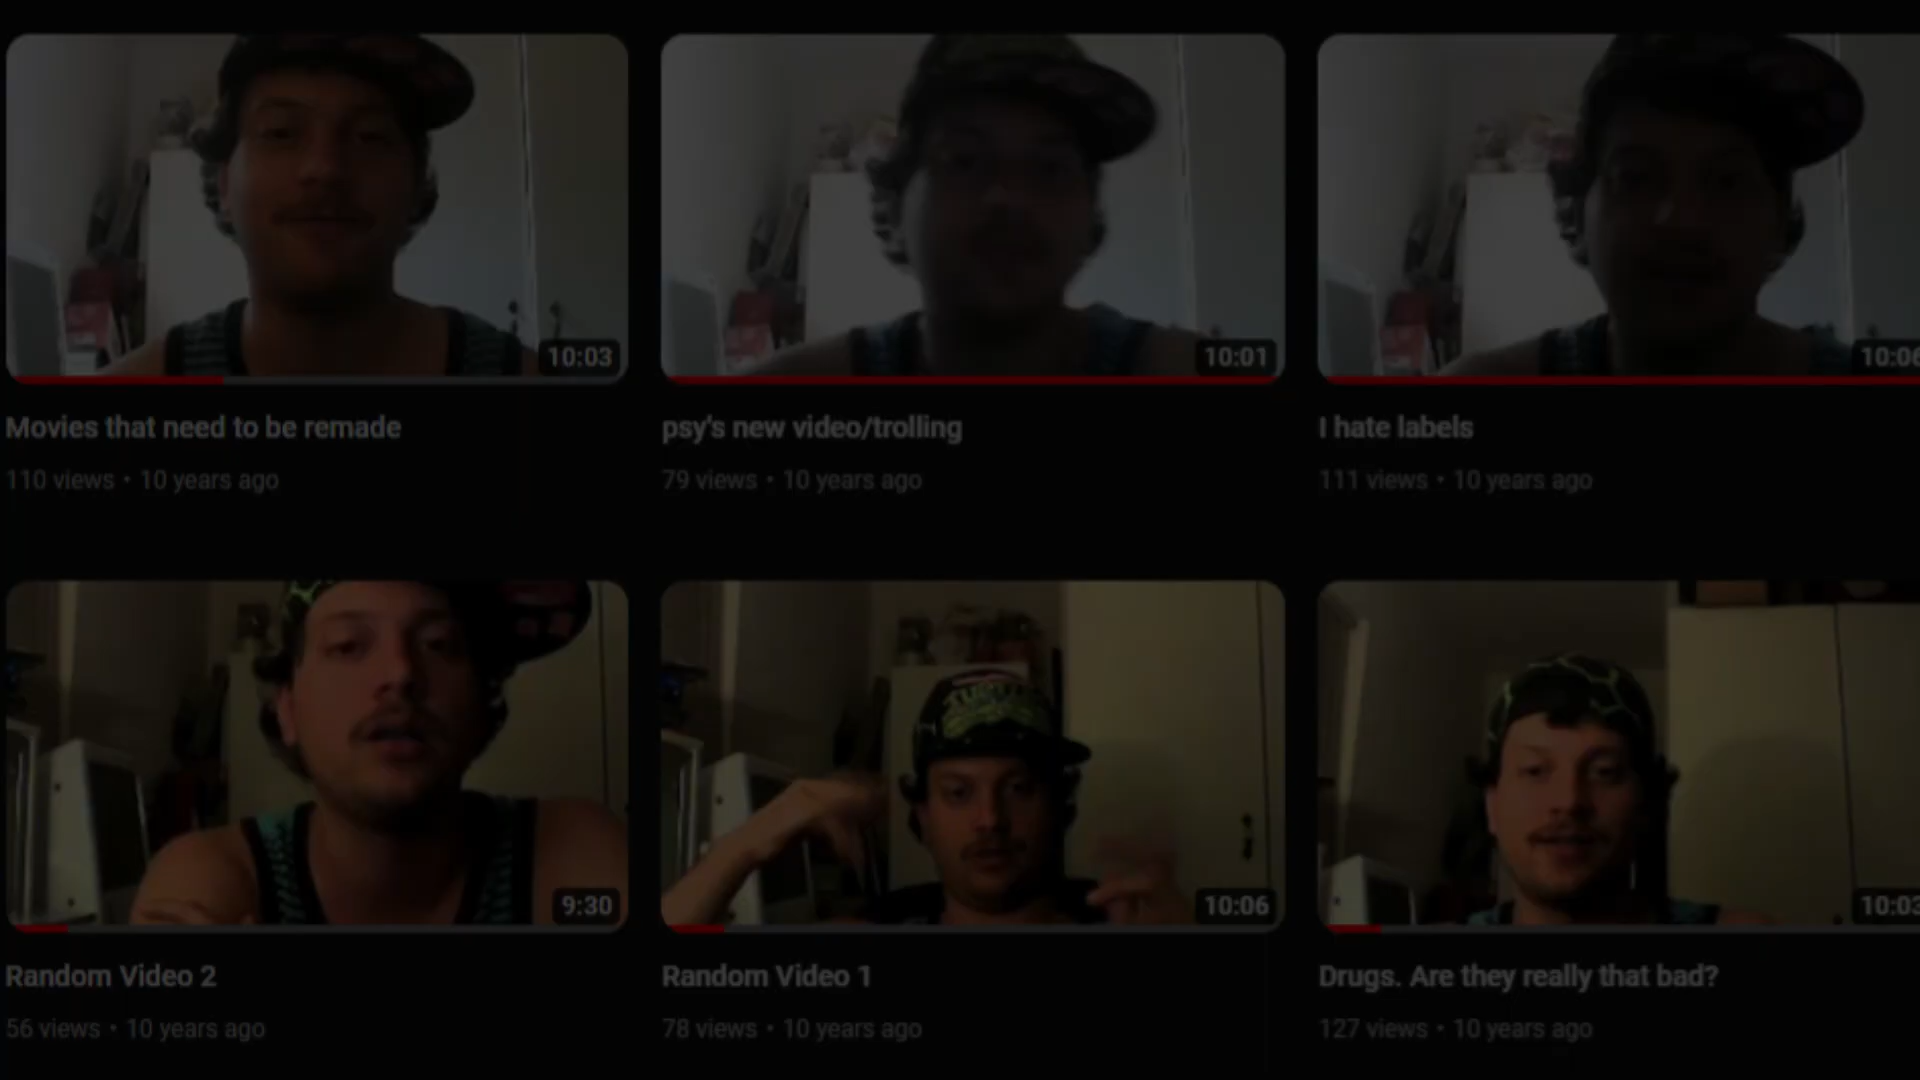 10:03
10:01
10:06
Movies that need to be remade
psy's new video/trolling
I hate labels
110 views • 10 years ago
79 views • 10 years ago
111 views • 10 years ago
9:30
10:06
10:03
Random Video 2
Random Video 1
Drugs. Are they really that bad?
56 views • 10 years ago
78 views • 10 years ago
127 views • 10 years ago